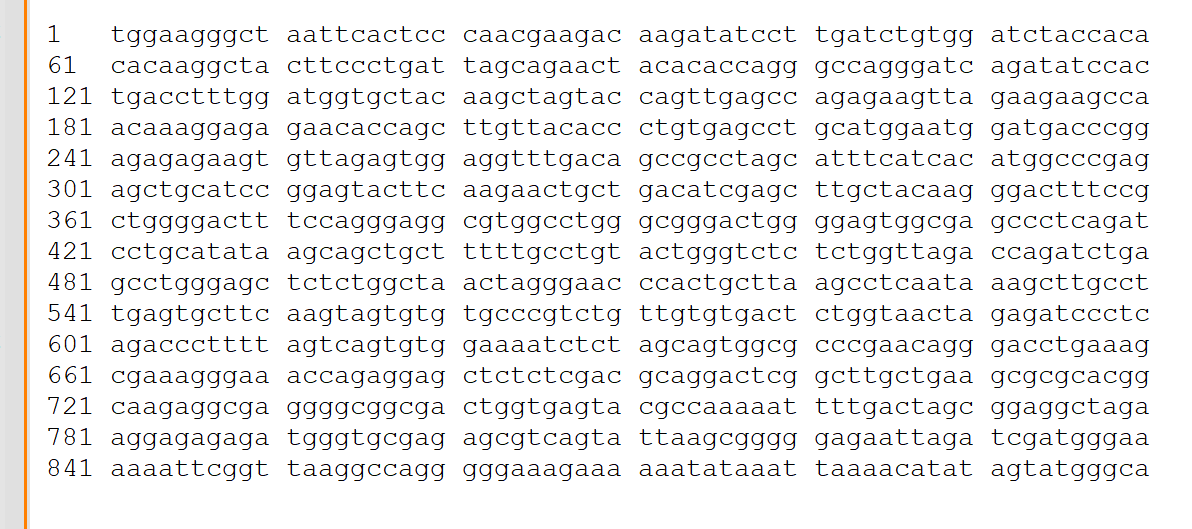 1 tggaagggct aattcactcc caacgaagac aagatatcct tgatctgtgg atctaccaca
61 cacaaggcta cttccctgat tagcagaact acacaccagg gccagggatc agatatccac
121 tgacctttgg atggtgctac aagctagtac cagttgagcc agagaagtta gaagaagcca
181 acaaaggaga gaacaccagc ttgttacacc ctgtgagcct gcatggaatg gatgacccgg
241 agagagaagt gttagagtgg aggtttgaca gccgcctagc atttcatcac atggcccgag
301 agctgcatcc ggagtacttc aagaactgct gacatcgagc ttgctacaag ggactttccg
361 ctggggactt tccagggagg cgtggcctgg gcgggactgg ggagtggcga gccctcagat
421 cctgcatata agcagctgct ttttgcctgt actgggtctc tctggttaga ccagatctga
481 gcctgggagc tctctggcta actagggaac ccactgctta agcctcaata aagcttgcct
541 tgagtgcttc aagtagtgtg tgcccgtctg ttgtgtgact ctggtaacta gagatccctc
601 agaccctttt agtcagtgtg gaaaatctct agcagtggcg cccgaacagg gacctgaaag
661 cgaaagggaa accagaggag ctctctcgac gcaggactcg gcttgctgaa gcgcgcacgg
721 caagaggcga ggggcggcga ctggtgagta cgccaaaaat tttgactagc ggaggctaga
781 aggagagaga tgggtgcgag agcgtcagta ttaagcgggg gagaattaga tcgatgggaa
841 aaaattcggt taaggccagg gggaaagaaa aaatataaat taaaacatat agtatgggca